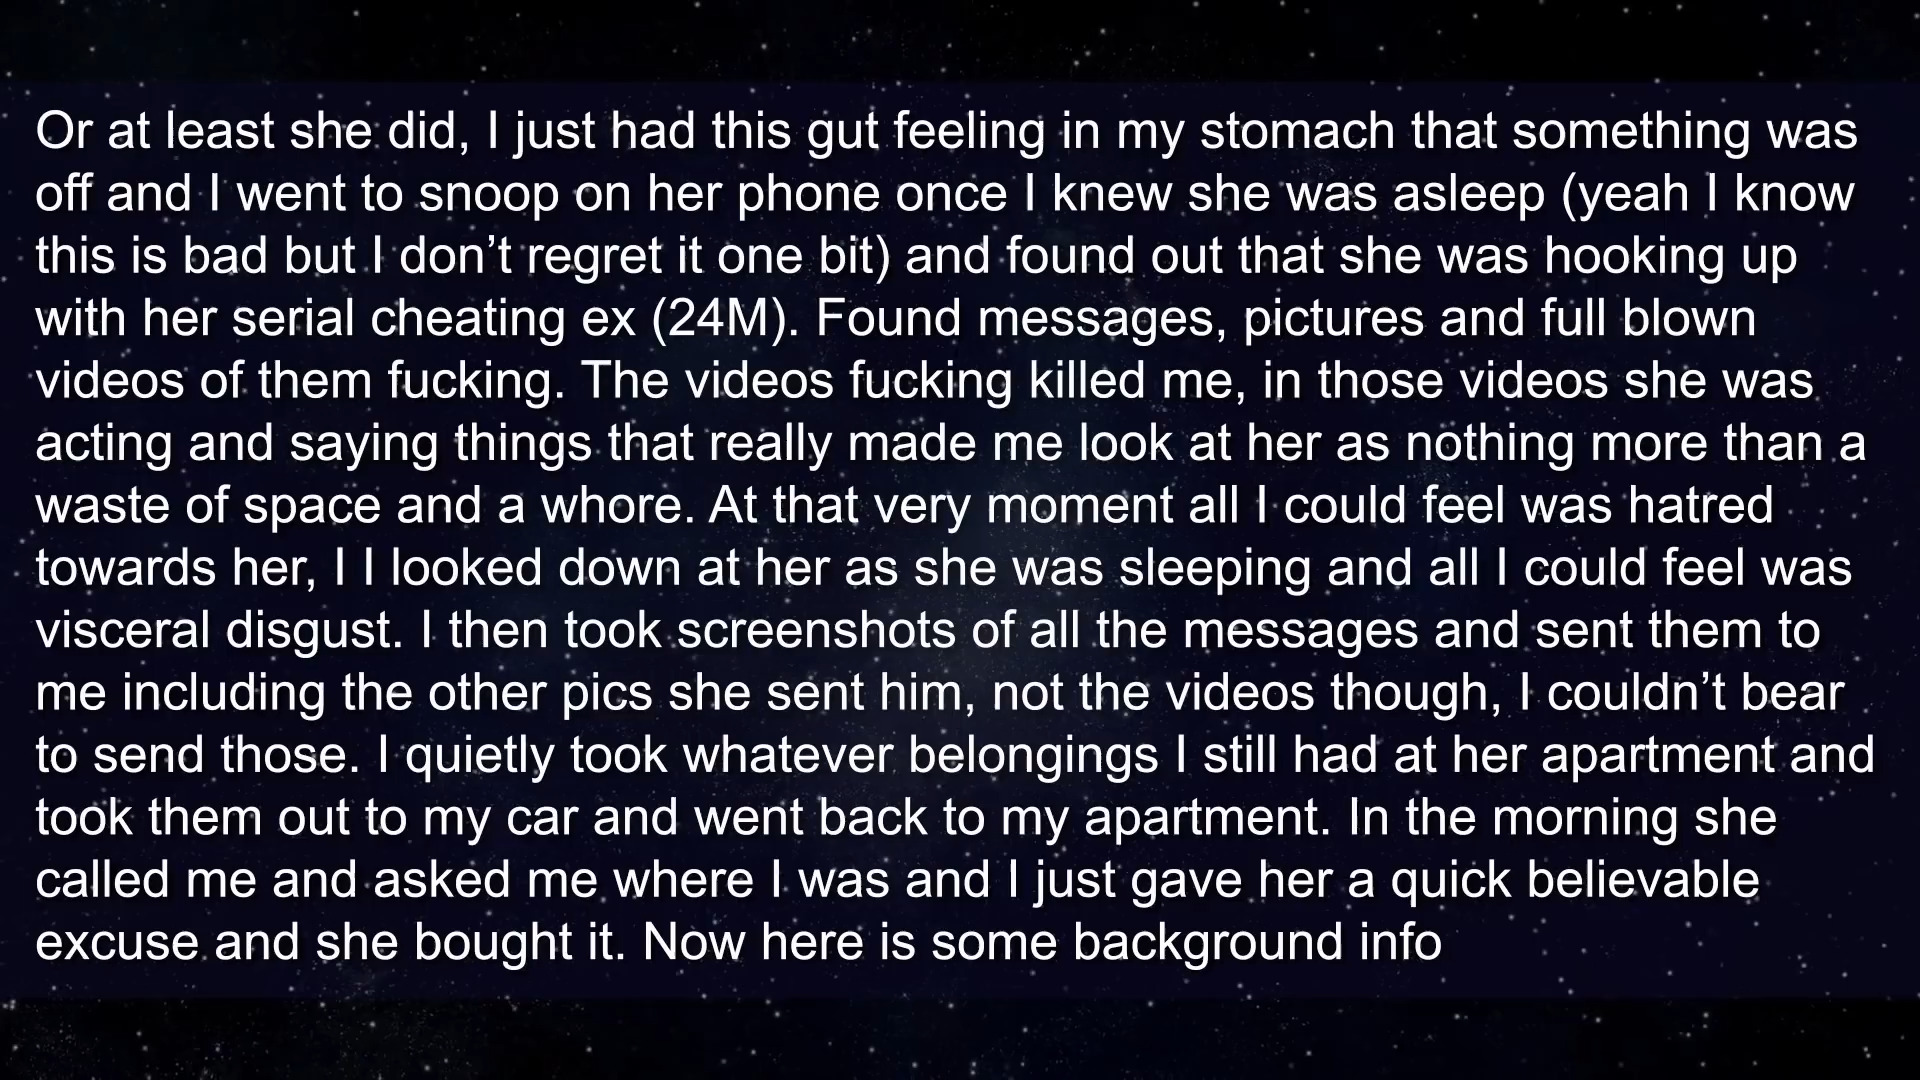 Or at least she did, I just had this gut feeling in my stomach that something was
off and I went to snoop on her phone once I knew she was asleep (yeah I know
this is bad but I don’t regret it one bit) and found out that she was hooking up
with her serial cheating ex (24M). Found messages, pictures and full blown
videos of them fucking. The videos fucking killed me, in those videos she was
acting and saying things that really made me look at her as nothing more than a
waste of space and a whore. At that very moment all I could feel was hatred
towards her, I I looked down at her as she was sleeping and all I could feel was
visceral disgust. I then took screenshots of all the messages and sent them to
me including the other pics she sent him, not the videos though, I couldn’t bear
to send those. I quietly took whatever belongings I still had at her apartment and
took them out to my car and went back to my apartment. In the morning she
called me and asked me where I was and I just gave her a quick believable
excuse and she bought it. Now here is some background info